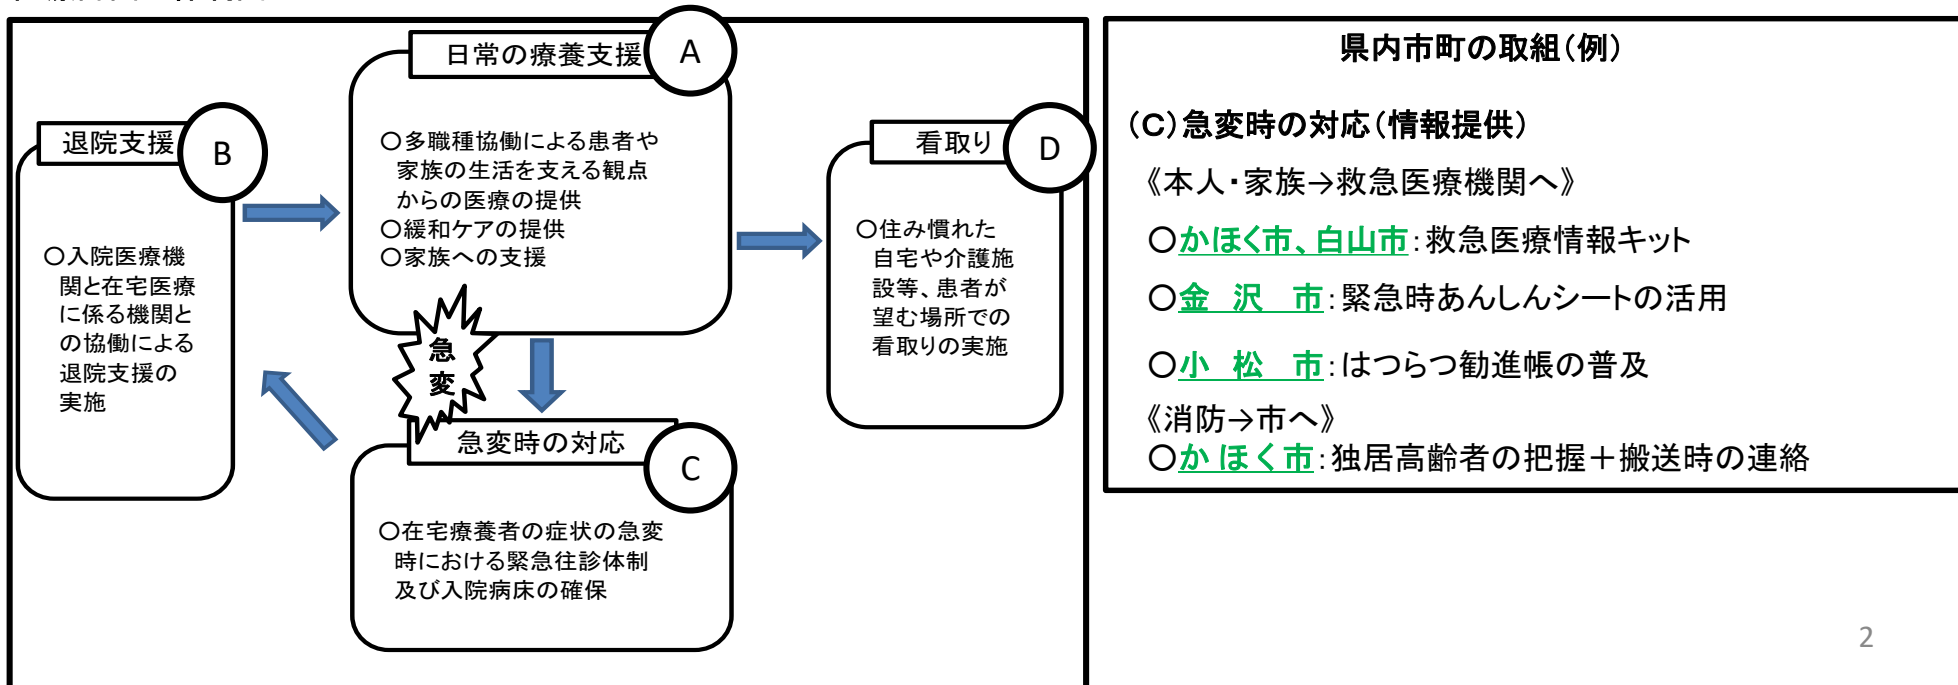 日常の療養支援
A
〇多職種協働による患者や
家族の生活を支える観点
からの医療の提供
〇緩和ケアの提供
〇家族への支援
退院支援
B
〇入院医療機
関と在宅医療
に係る機関と
の協働による
退院支援の
実施
急
変
急変時の対応
C
〇在宅療養者の症状の急変
時における緊急往診体制
及び入院病床の確保
看取り
D
〇住み慣れた
自宅や介護施
設等、患者が
望む場所での
看取りの実施
県内市町の取組(例)
(C)急変時の対応(情報提供)
《本人・家族→救急医療機関へ》
〇かほく市、白山市:救急医療情報キット
〇金 沢 市:緊急時あんしんシートの活用
〇小 松 市:はつらつ勧進帳の普及
《消防→市へ》
〇かほく市:独居高齢者の把握+搬送時の連絡
2